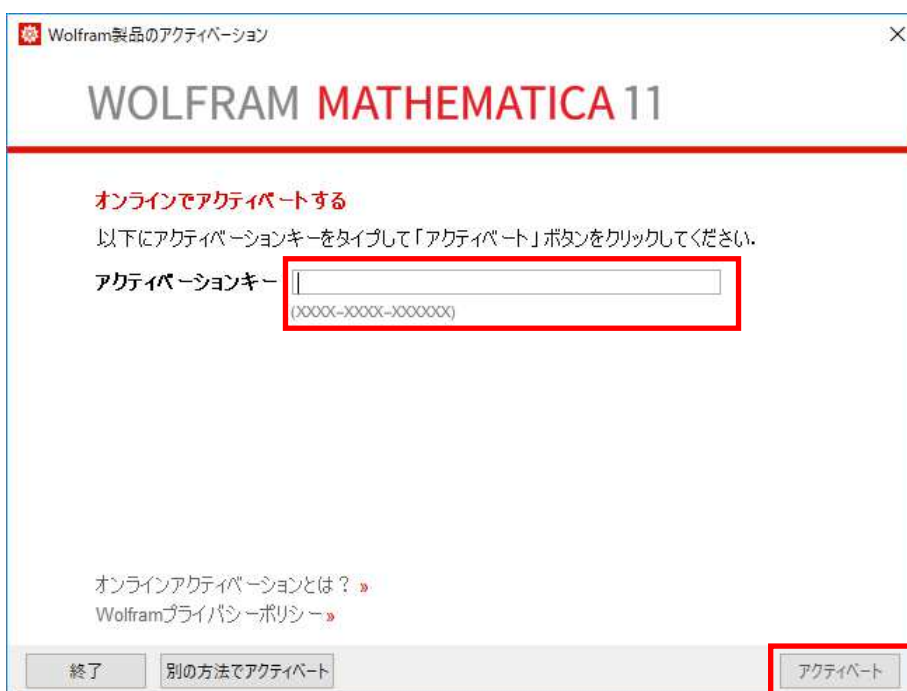 Wolfram製品のアクティベーション
WOLFRAM MATHEMATICA 11
オンラインでアクティベートする
以下にアクティベーションキーをタイプして「アクティベート」ボタンをクリックしてください.
アクティベーションキー
(XXXX-XXXX-XXXXXX)
オンラインアクティベーションとは？ »
Wolframプライバシーポリシー »
終了 別の方法でアクティベート アクティベート